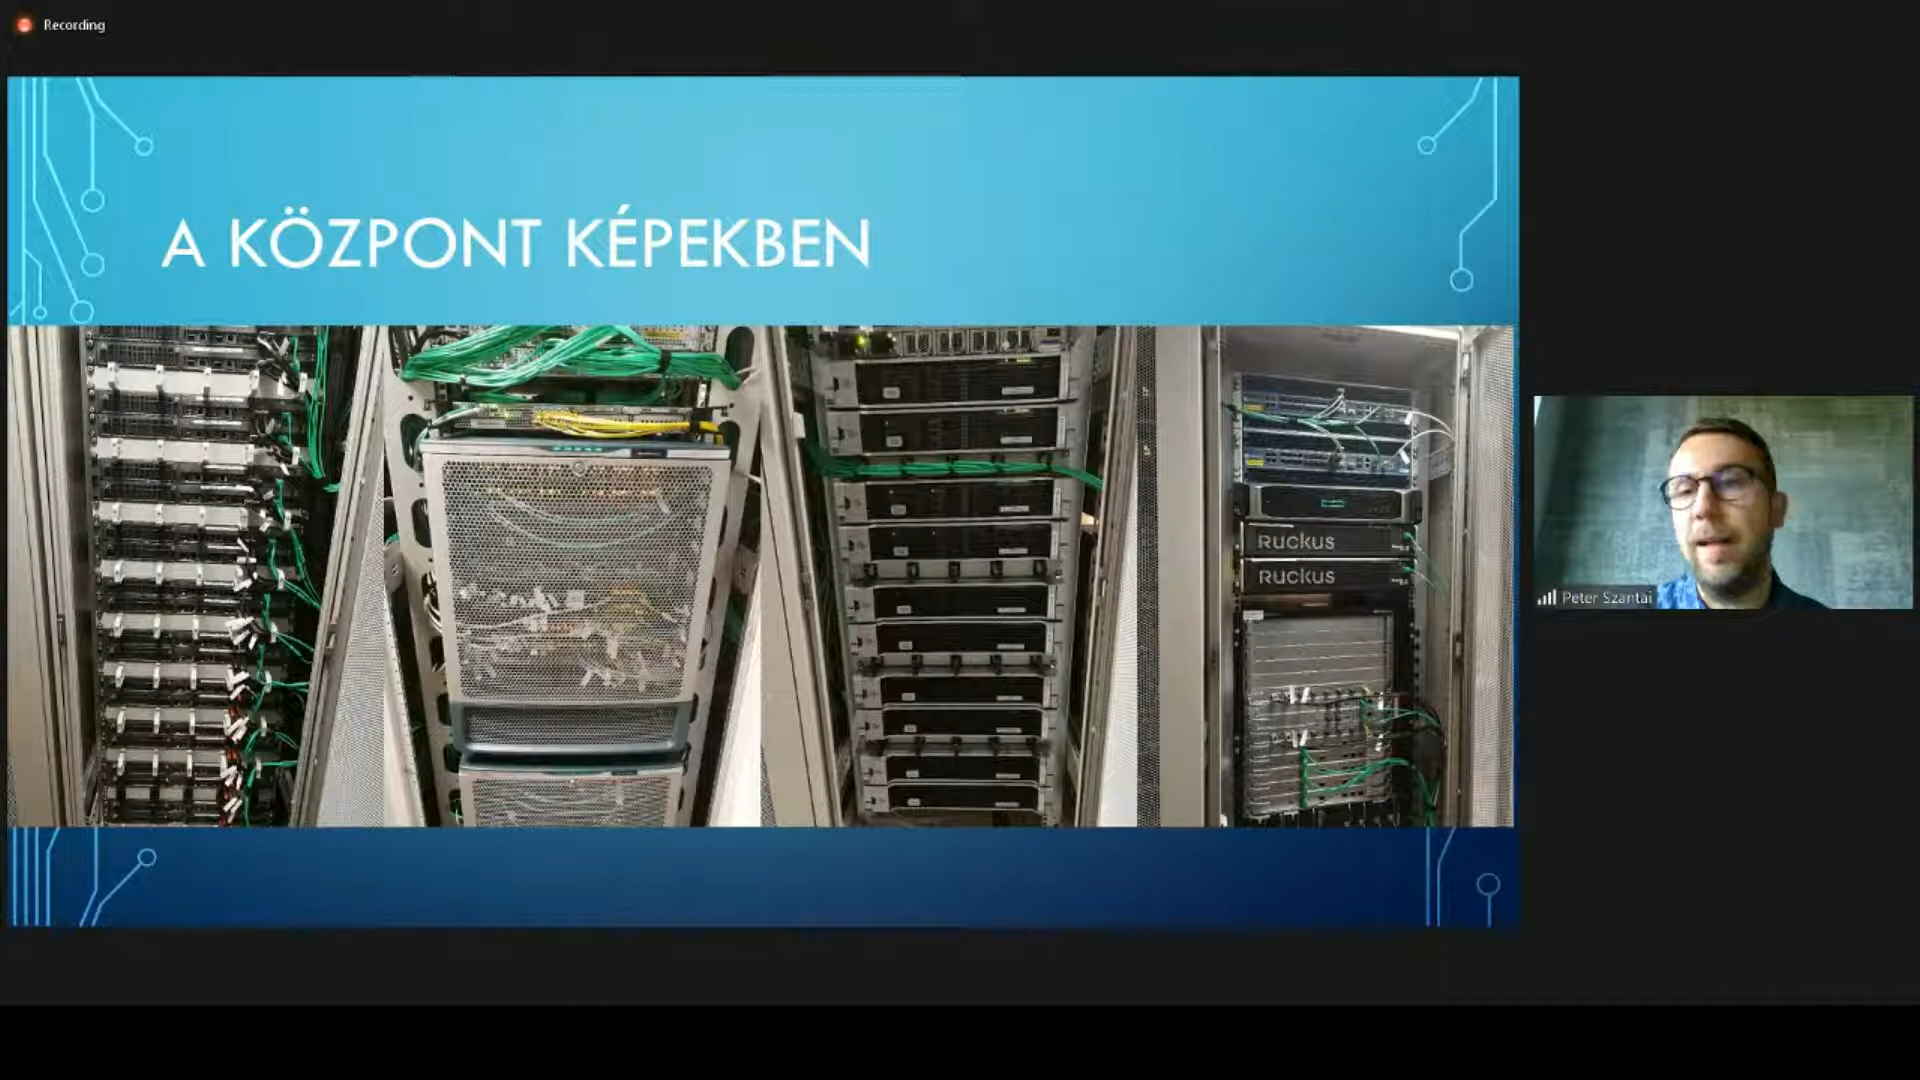 Recording
A KÖZPONT KÉPEKBEN
Ruckus
Ruckus
Peter Szantai